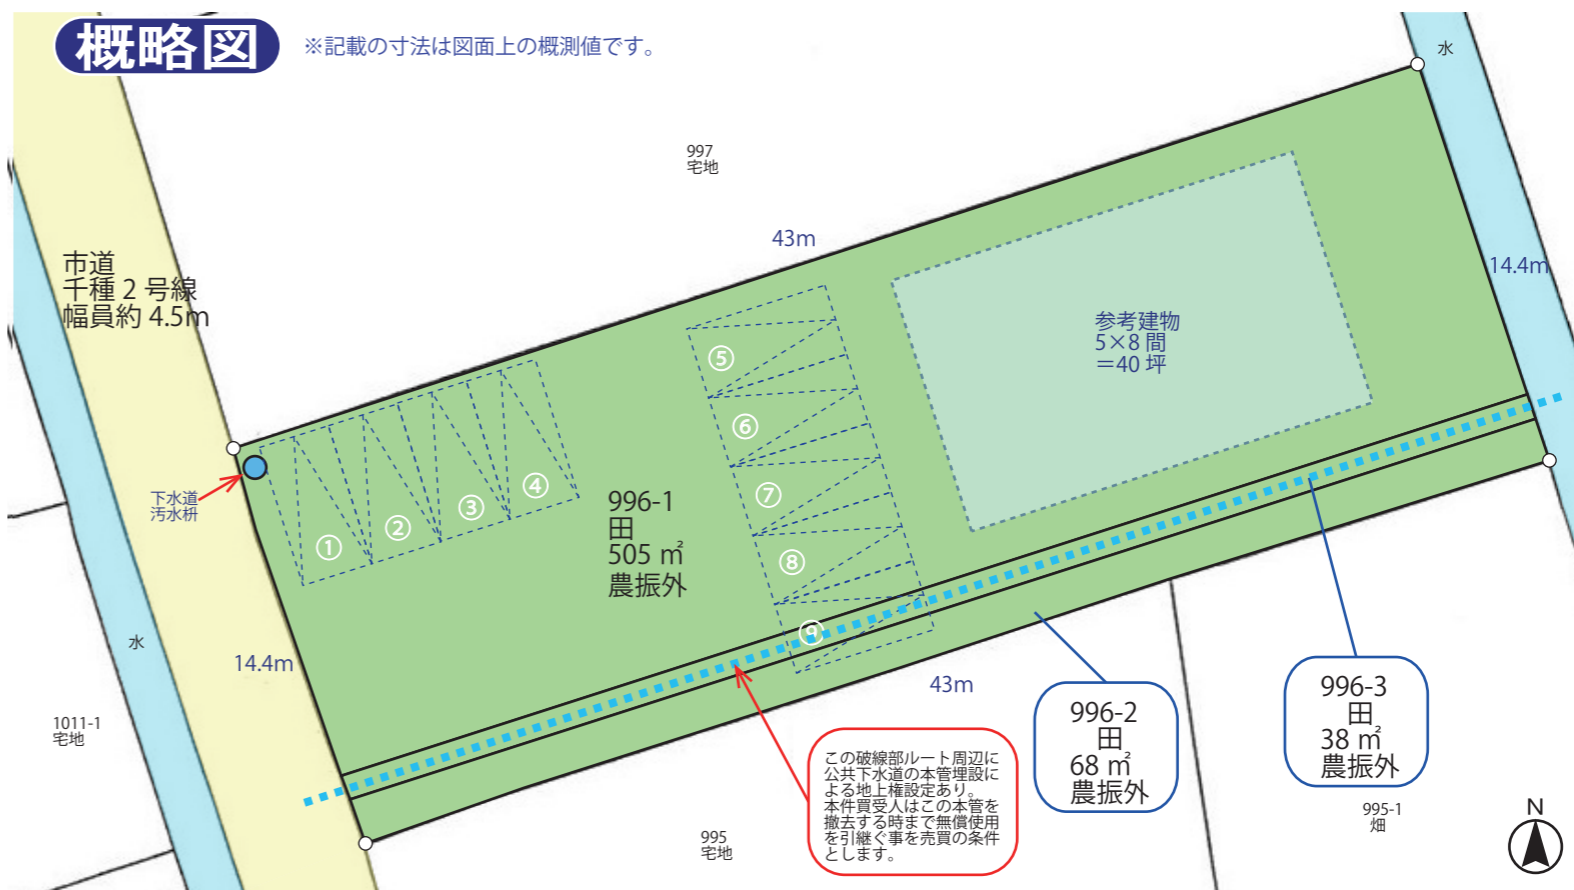 概略図
※記載の寸法は図面上の概測値です。
水
997
宅地
43m
14.4m
市道
千種 2 号線
幅員約 4.5m
参考建物
5×8 間
＝40 坪
⑤
⑥
⑦
⑧
⑨
①
②
③
④
下水道
汚水枡
996-1
田
505 ㎡
農振外
水
14.4m
43m
1011-1
宅地
996-2
田
68 ㎡
農振外
996-3
田
38 ㎡
農振外
この破線部ルート周辺に
公共下水道の本管埋設に
よる地上権設定あり。
本件買受人はこの本管を
撤去する時まで無償使用
を引継ぐ事を売買の条件
とします。
995
宅地
995-1
畑
N